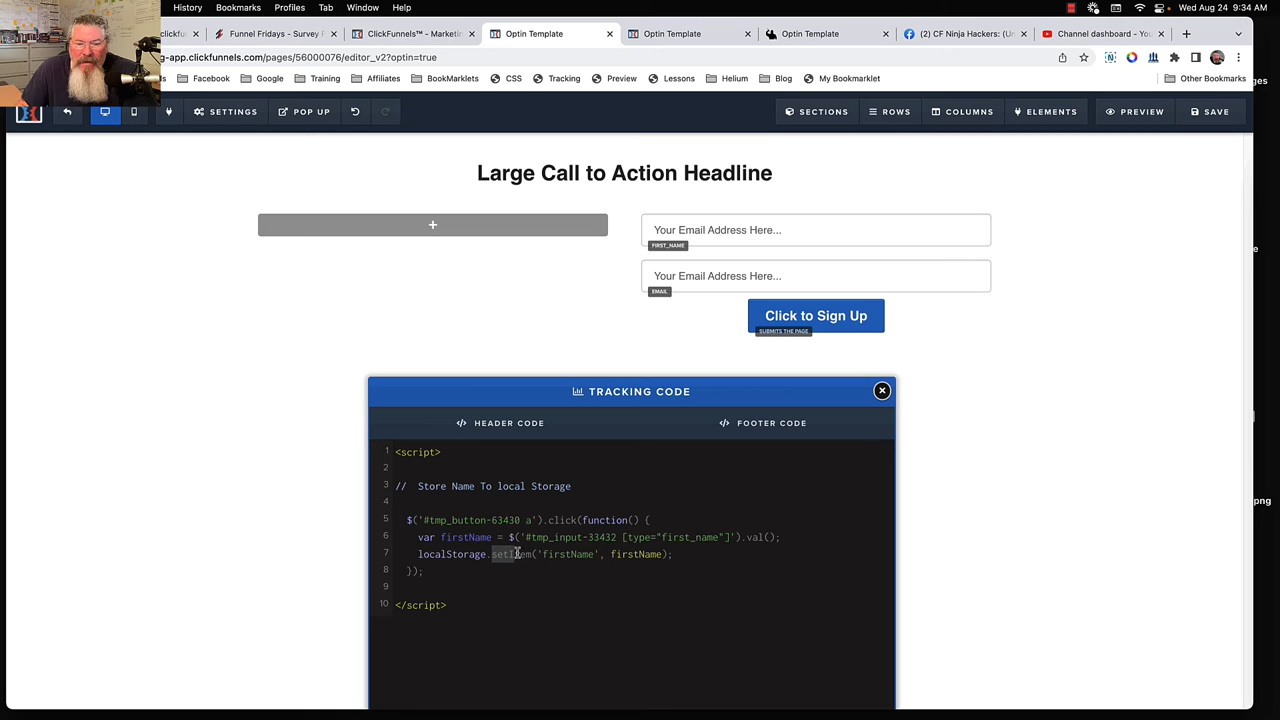 History Bookmarks Profiles Tab Window Help
Wed Aug 24 9:34 AM
clickfu
Funnel Fridays - Survey F
ClickFunnels™ - Marketin
Optin Template
Optin Template
Optin Template
(2) CF Ninja Hackers: (Ur
Channel dashboard - You
g-app.clickfunnels.com/pages/56000076/editor_v2?optin=true
Facebook Google Training Affiliates BookMarklets CSS Tracking Preview Lessons Helium Blog My Bookmarklet Other Bookmarks
SETTINGS POP UP SECTIONS ROWS COLUMNS ELEMENTS PREVIEW SAVE
Large Call to Action Headline
+
Your Email Address Here...
FIRST_NAME
Your Email Address Here...
EMAIL
Click to Sign Up
SUBMITS THE PAGE
TRACKING CODE
HEADER CODE FOOTER CODE
1 <script>
2
3 // Store Name To local Storage
4
5 $('#tmp_button-63430 a').click(function() {
6 var firstName = $('#tmp_input-33432 [type="first_name"]').val();
7 localStorage.setItem('firstName', firstName);
8 });
9
10 </script>
ages
png